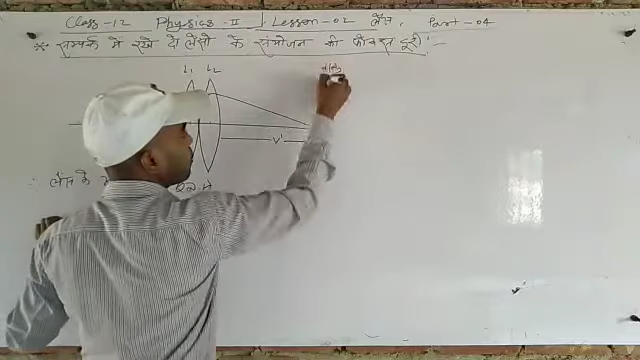 Class-12 Physics-II Lesson-02 लेंस, Part-04
* सम्पर्क में रखे दो लेंसों के संयोजन की फोकस दूरी :-
L₁ L₂
v'
∴ लेंस के